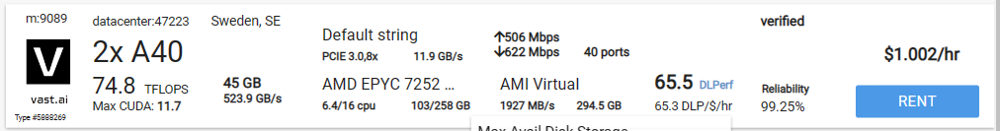 m:9089
datacenter:47223
Sweden, SE
verified
2x A40
Default string
PCIE 3.0,8x 11.9 GB/s
↑506 Mbps
↓622 Mbps
40 ports
$1.002/hr
V
vast.ai
Type #5888269
74.8 TFLOPS
Max CUDA: 11.7
45 GB
523.9 GB/s
AMD EPYC 7252 ...
6.4/16 cpu 103/258 GB
AMI Virtual
1927 MB/s 294.5 GB
65.5 DLPerf
65.3 DLP/$/hr
Reliability
99.25%
RENT
Max Avail Disk Storage